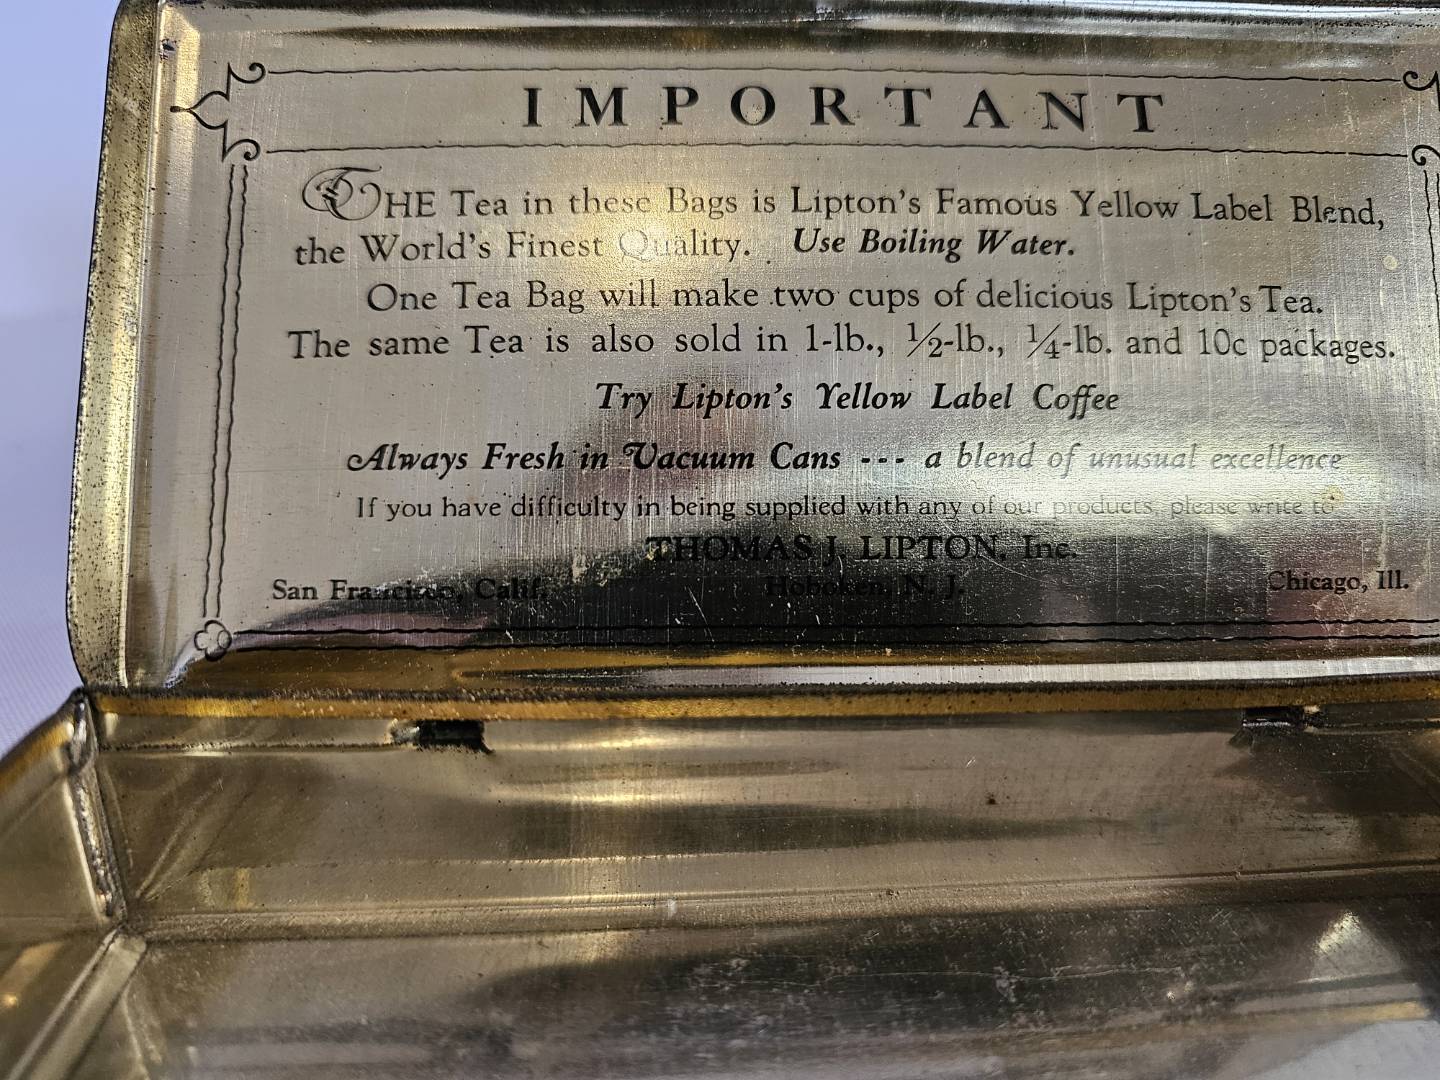 IMPORTANT
THE Tea in these Bags is Lipton's Famous Yellow Label Blend,
the World's Finest Quality. Use Boiling Water.
One Tea Bag will make two cups of delicious Lipton's Tea.
The same Tea is also sold in 1-lb., ½-lb., ¼-lb. and 10c packages.
Try Lipton's Yellow Label Coffee
Always Fresh in Vacuum Cans --- a blend of unusual excellence
If you have difficulty in being supplied with any of our products, please write to
THOMAS J. LIPTON, Inc.
San Francisco, Calif. Hoboken, N. J. Chicago, Ill.